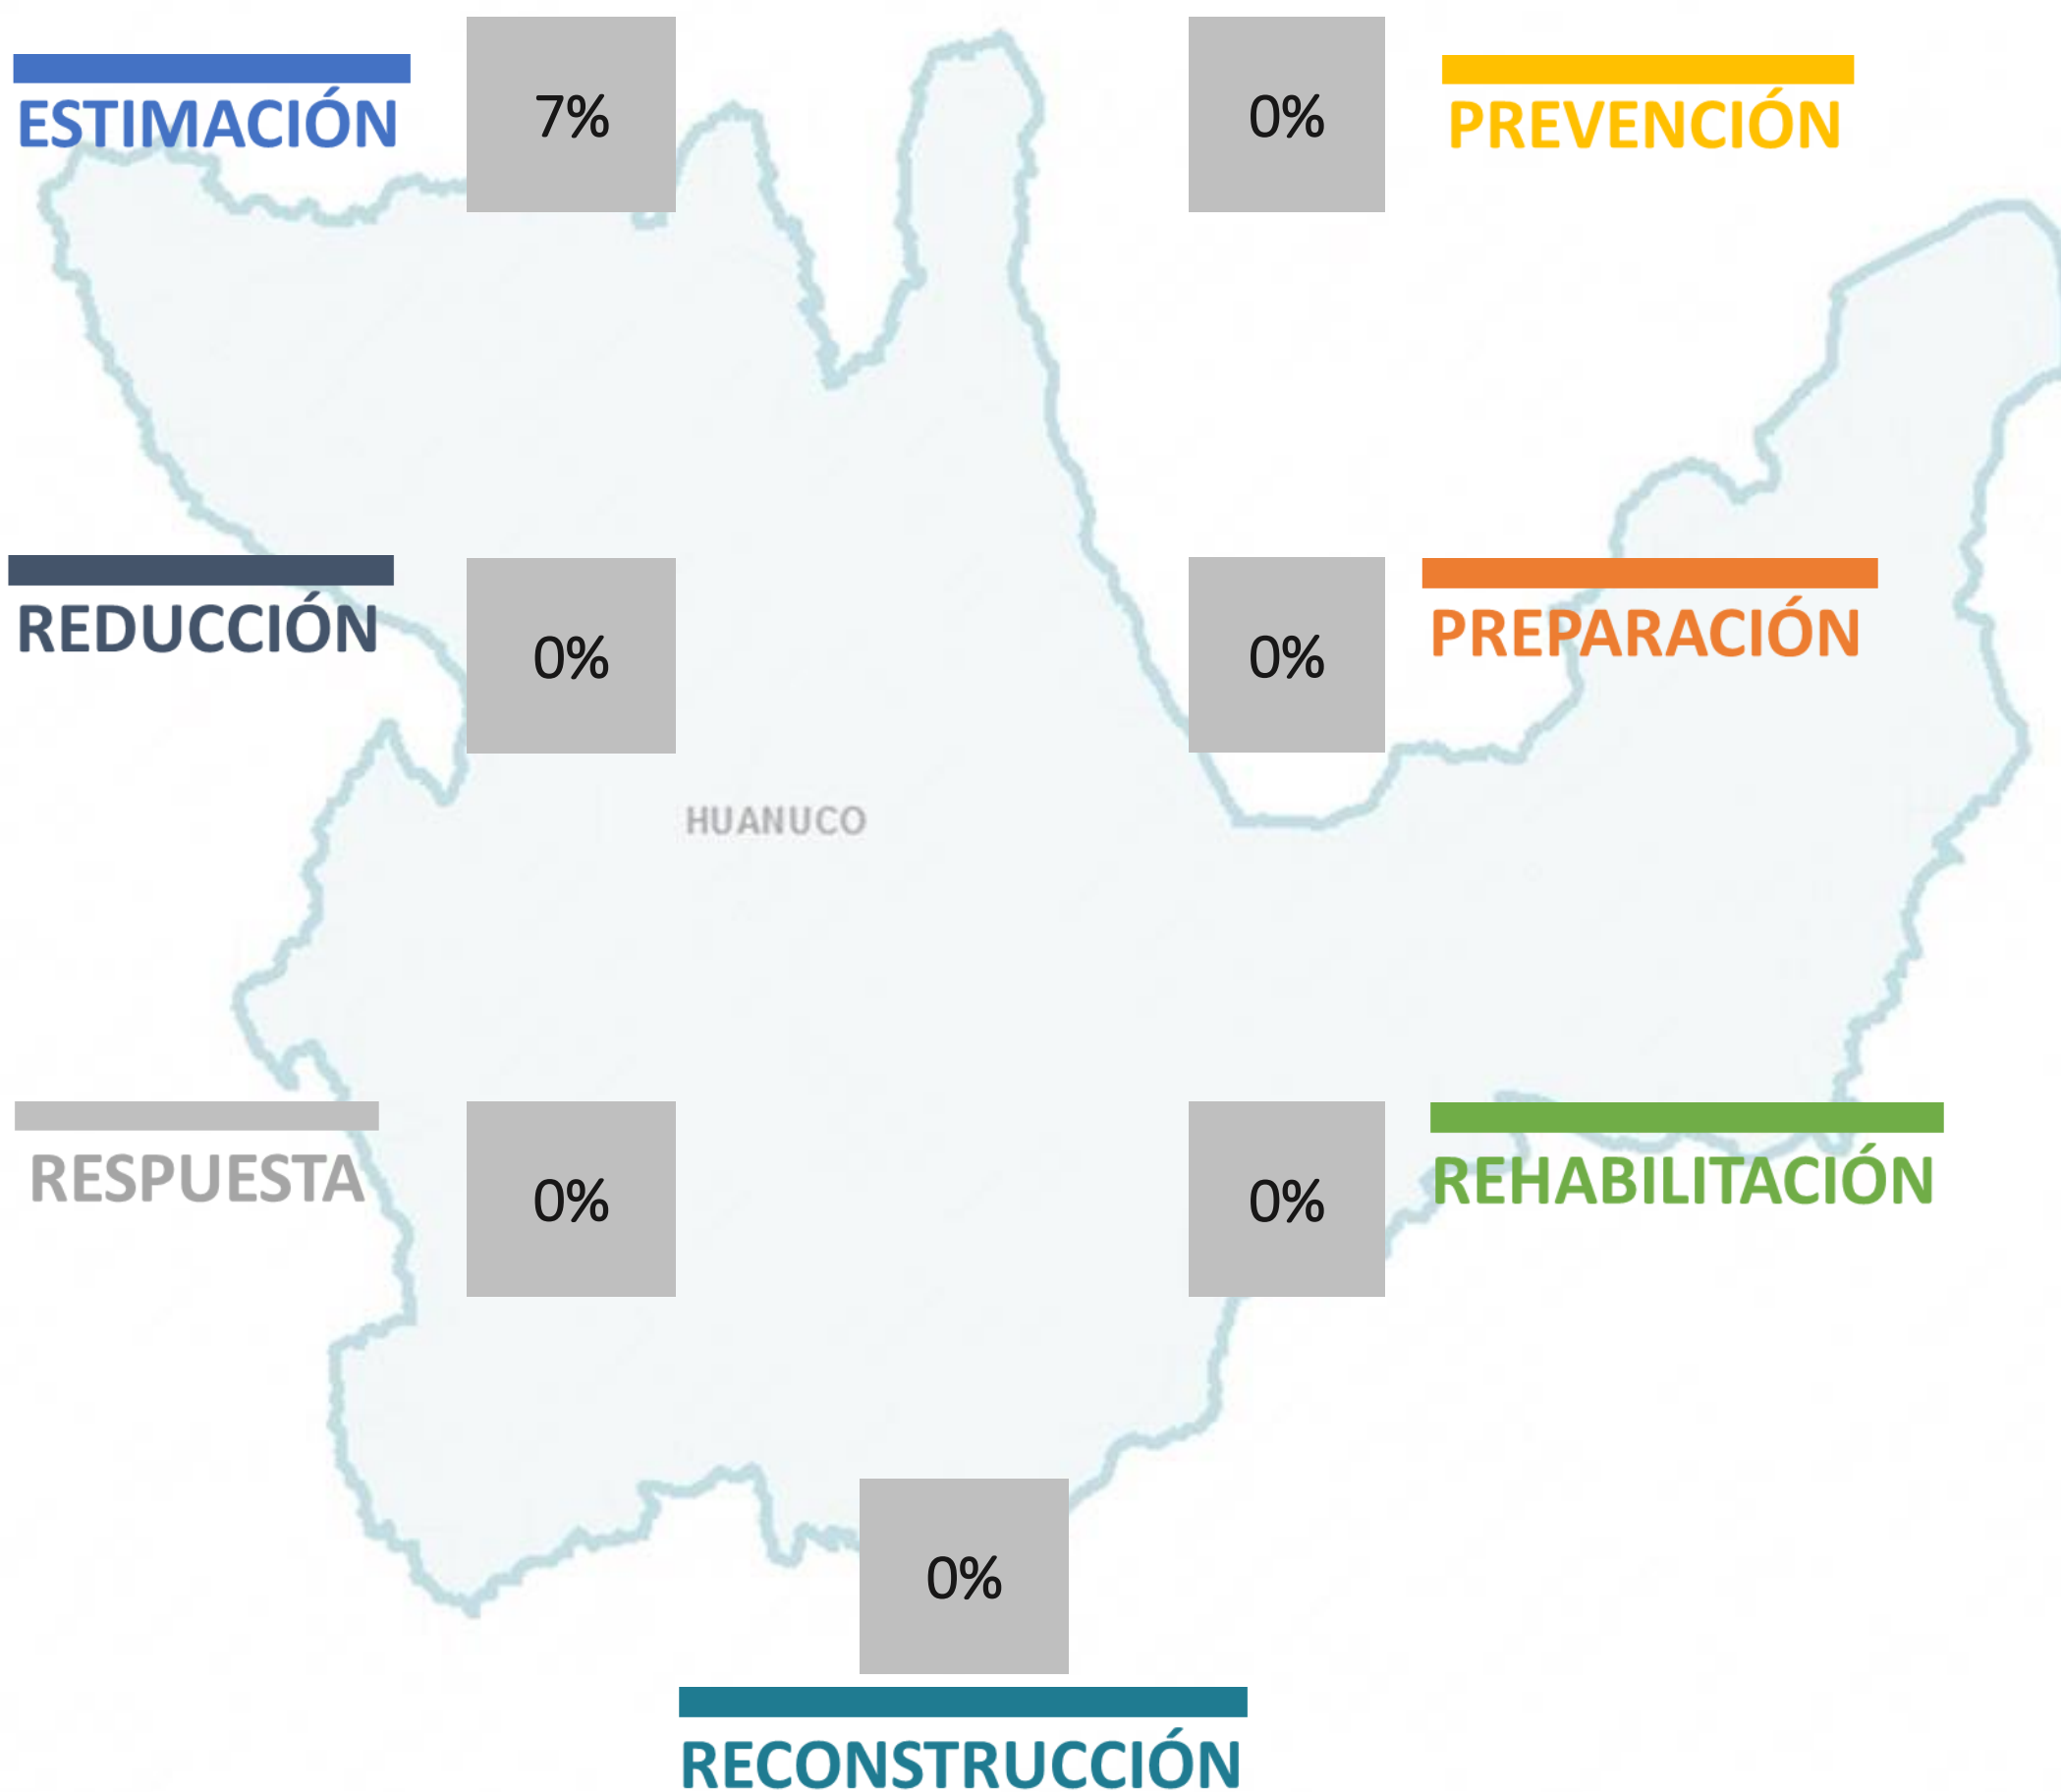 ESTIMACIÓN
7%
0%
PREVENCIÓN
REDUCCIÓN
0%
0%
PREPARACIÓN
HUANUCO
RESPUESTA
0%
0%
REHABILITACIÓN
0%
RECONSTRUCCIÓN